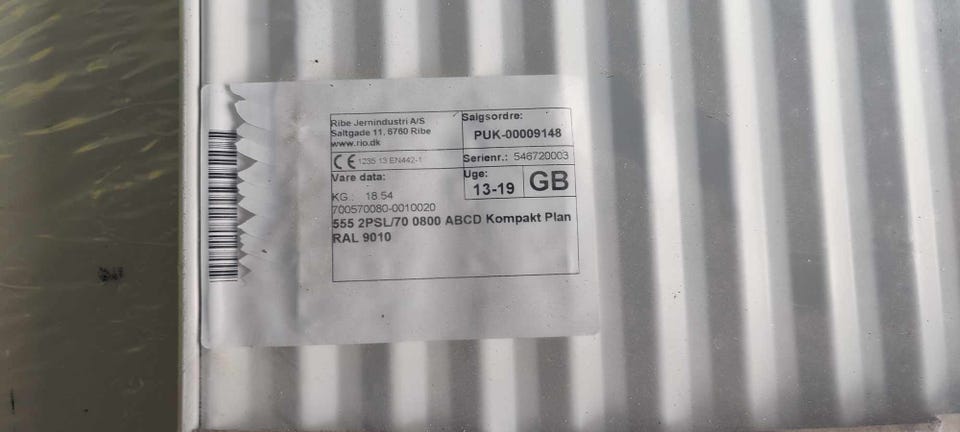 Ribe Jernindustri A/S
Saltgade 11, 6760 Ribe
www.rio.dk
CE 1235 13 EN442-1
Salgsordre:
PUK-00009148
Serienr.: 546720003
Uge:
13-19
GB
Vare data:
KG.: 18.54
700570080-0010020
555 2PSL/70 0800 ABCD Kompakt Plan
RAL 9010